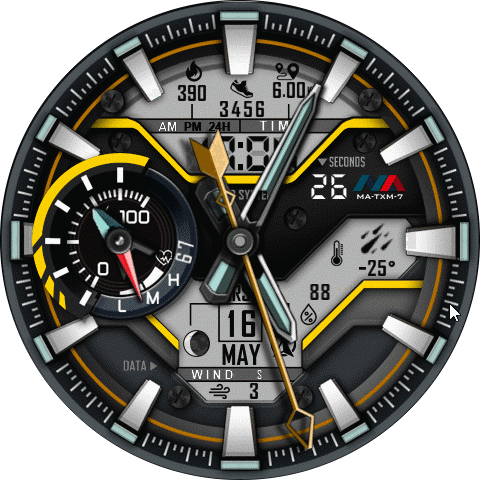 390
6.00
3456
AM PM 24H
TIM
SECONDS
26
MA-TXM-7
100
0
67
H
M
L
-25°
88
%
16
MAY
DATA
WIND S
3